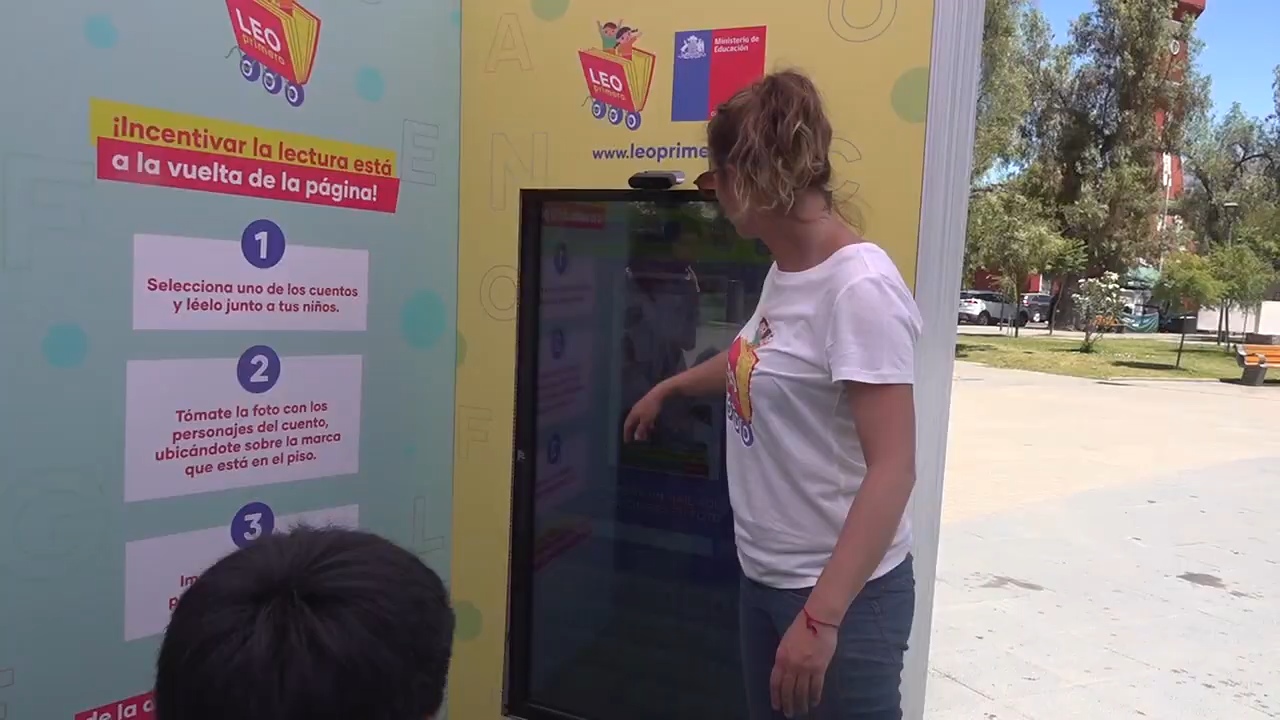 LEO
primero
¡Incentivar la lectura está
a la vuelta de la página!
1
Selecciona uno de los cuentos
y léelo junto a tus niños.
2
Tómate la foto con los
personajes del cuento,
ubicándote sobre la marca
que está en el piso.
3
de la
LEO
primero
Ministerio de
Educación
www.leoprime